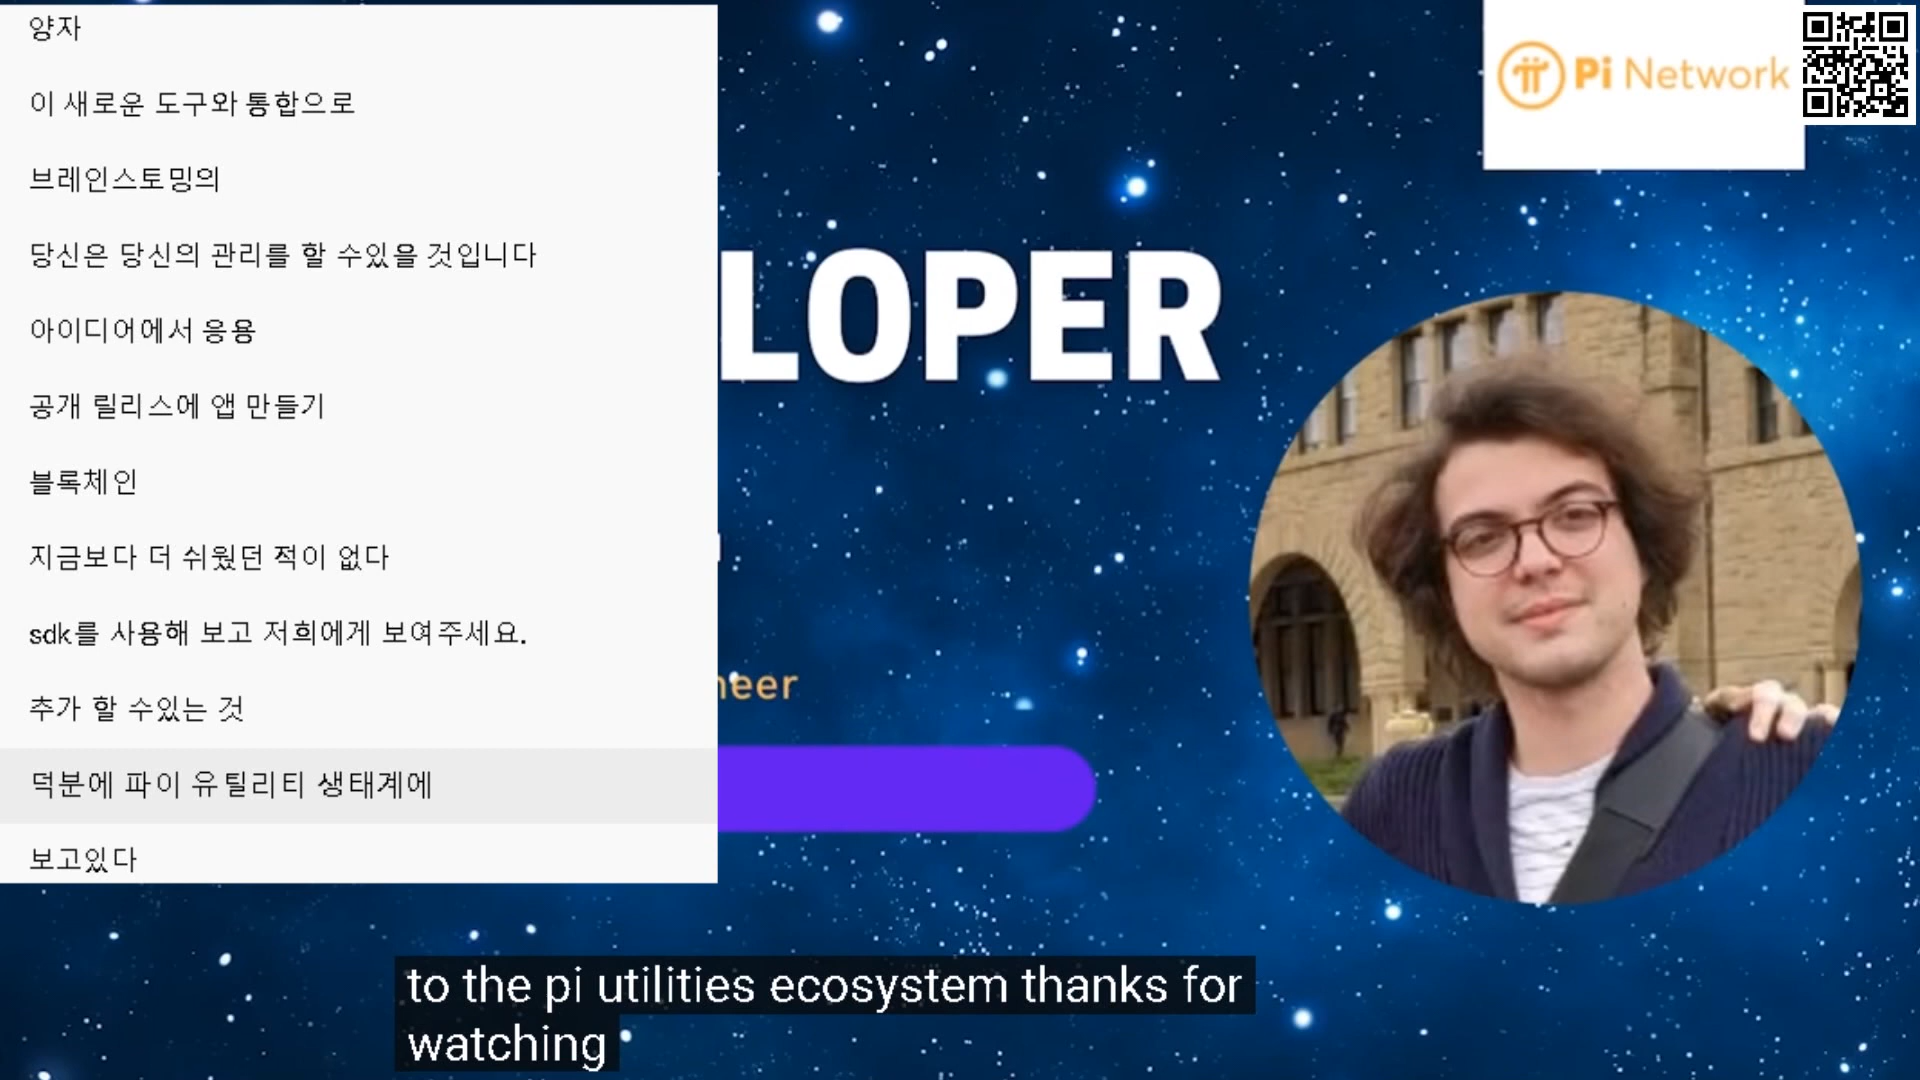 양자
이 새로운 도구와 통합으로
브레인스토밍의
당신은 당신의 관리를 할 수있을 것입니다
아이디어에서 응용
공개 릴리스에 앱 만들기
블록체인
지금보다 더 쉬웠던 적이 없다
sdk를 사용해 보고 저희에게 보여주세요.
추가 할 수있는 것
덕분에 파이 유틸리티 생태계에
보고있다
Pi Network
LOPER
neer
to the pi utilities ecosystem thanks for
watching